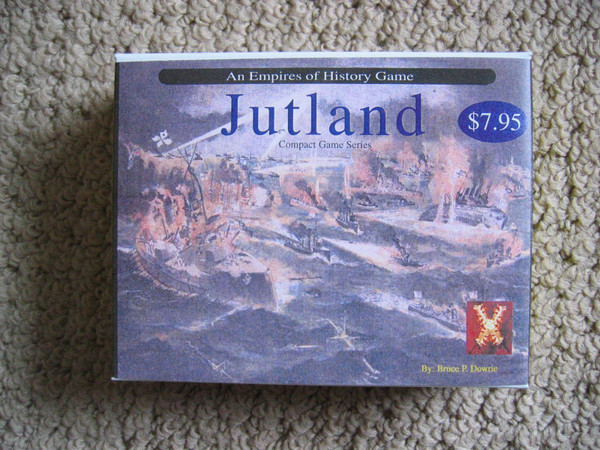 An Empires of History Game
Jutland
$7.95
Compact Game Series
By: Bruce P. Dowrie